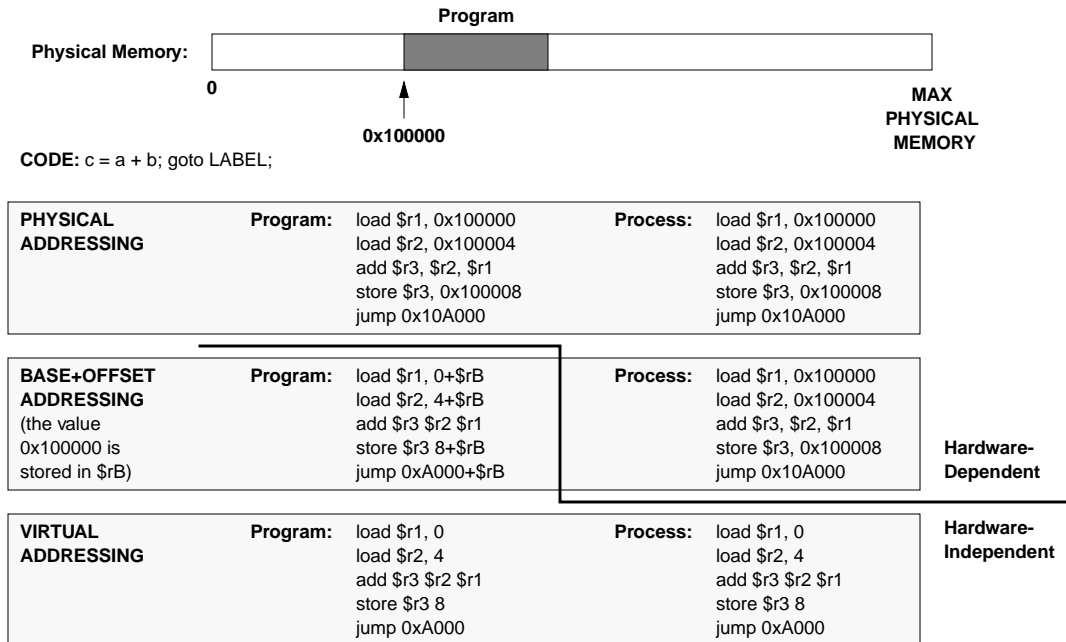 Program
Physical Memory:
0
0x100000
MAX
PHYSICAL
MEMORY
CODE: c = a + b; goto LABEL;
PHYSICAL
ADDRESSING
Program:
load $r1, 0x100000
load $r2, 0x100004
add $r3, $r2, $r1
store $r3, 0x100008
jump 0x10A000
Process:
load $r1, 0x100000
load $r2, 0x100004
add $r3, $r2, $r1
store $r3, 0x100008
jump 0x10A000
BASE+OFFSET
ADDRESSING
(the value
0x100000 is
stored in $rB)
Program:
load $r1, 0+$rB
load $r2, 4+$rB
add $r3 $r2 $r1
store $r3 8+$rB
jump 0xA000+$rB
Process:
load $r1, 0x100000
load $r2, 0x100004
add $r3, $r2, $r1
store $r3, 0x100008
jump 0x10A000
Hardware-
Dependent
VIRTUAL
ADDRESSING
Program:
load $r1, 0
load $r2, 4
add $r3 $r2 $r1
store $r3 8
jump 0xA000
Process:
load $r1, 0
load $r2, 4
add $r3 $r2 $r1
store $r3 8
jump 0xA000
Hardware-
Independent